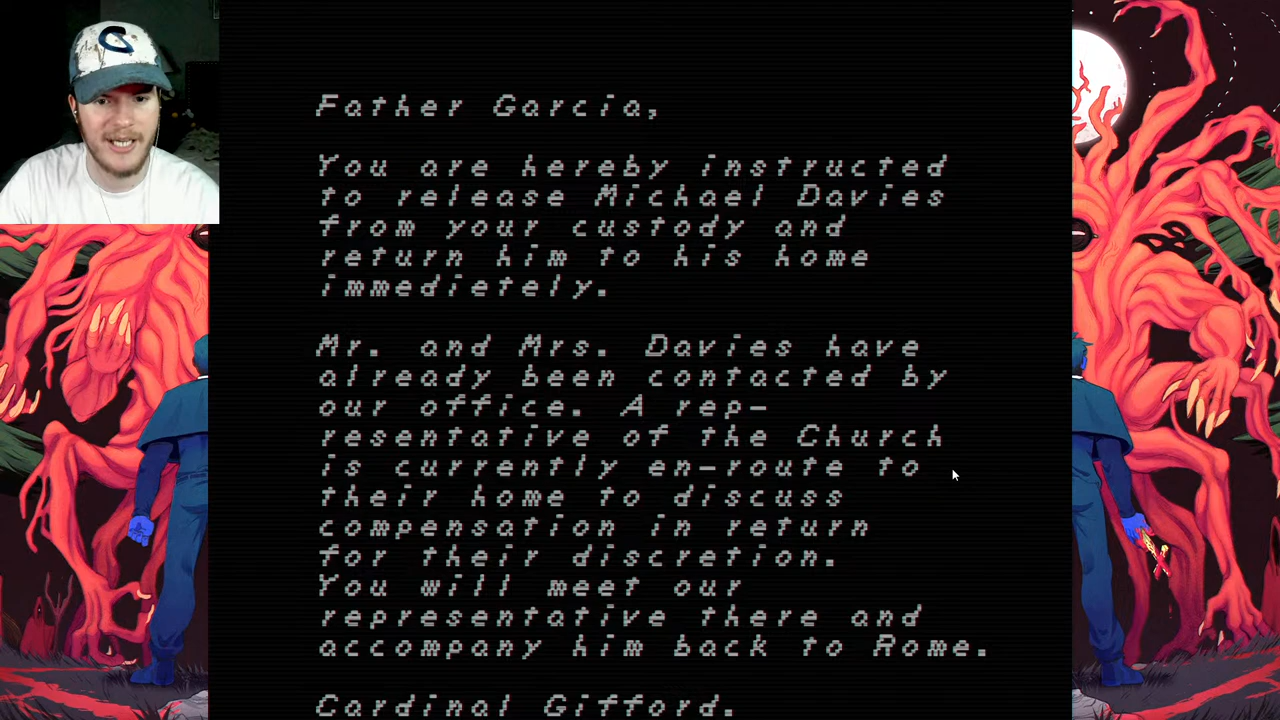 Father Garcia,
You are hereby instructed
to release Michael Davies
from your custody and
return him to his home
immedietely.
Mr. and Mrs. Davies have
already been contacted by
our office. A rep-
resentative of the Church
is currently en-route to
their home to discuss
compensation in return
for their discretion.
You will meet our
representative there and
accompany him back to Rome.
Cardinal Gifford.